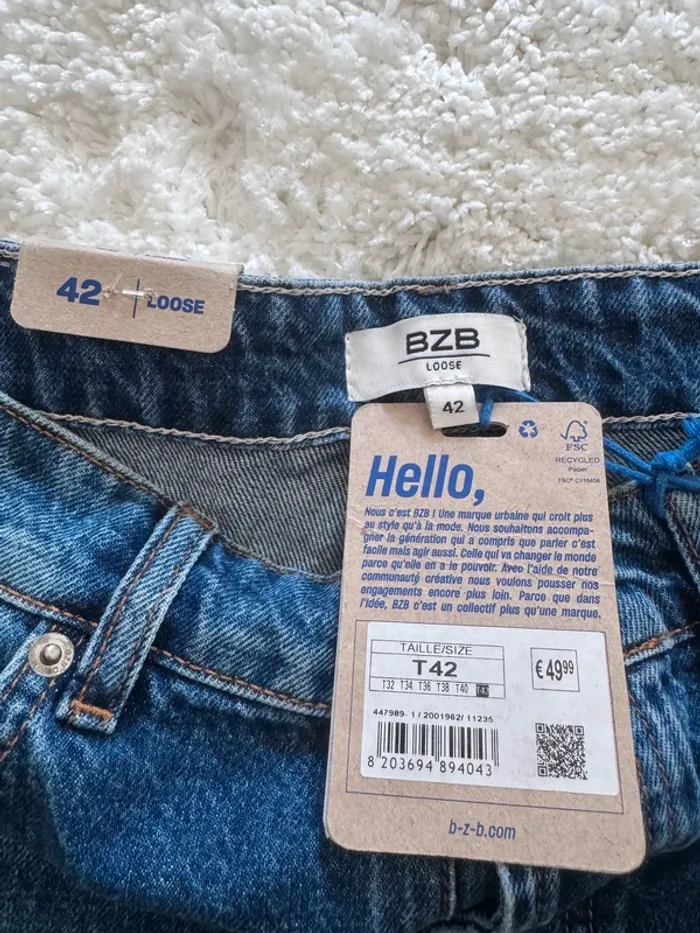 42 LOOSE
BZB
LOOSE
42
FSC
RECYCLED
Paper
Hello,
Nous c'est BZB ! Une marque urbaine qui croit plus
au style qu'à la mode. Nous souhaitons accompa-
gner la génération qui a compris que parler c'est
facile mais agir aussi. Celle qui va changer le monde
parce qu'elle en a le pouvoir. Avec l'aide de notre
communauté créative nous voulons pousser nos
engagements encore plus loin. Parce que dans
l'idée, BZB c'est un collectif plus qu'une marque.
TAILLE/SIZE
T42
T32 T34 T36 T38 T40 T42
€49⁹⁹
447989- 1 / 2001962/ 11235
8 203694 894043
b-z-b.com